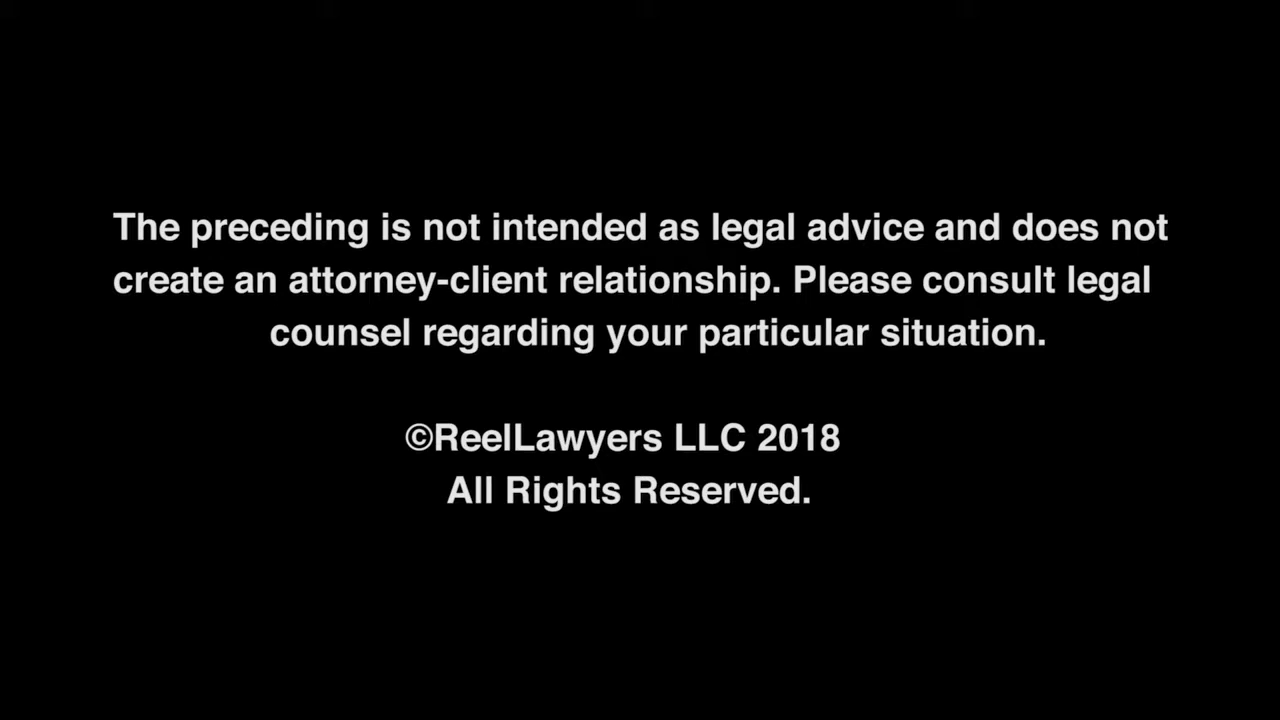 The preceding is not intended as legal advice and does not
create an attorney-client relationship. Please consult legal
counsel regarding your particular situation.
©ReelLawyers LLC 2018
All Rights Reserved.